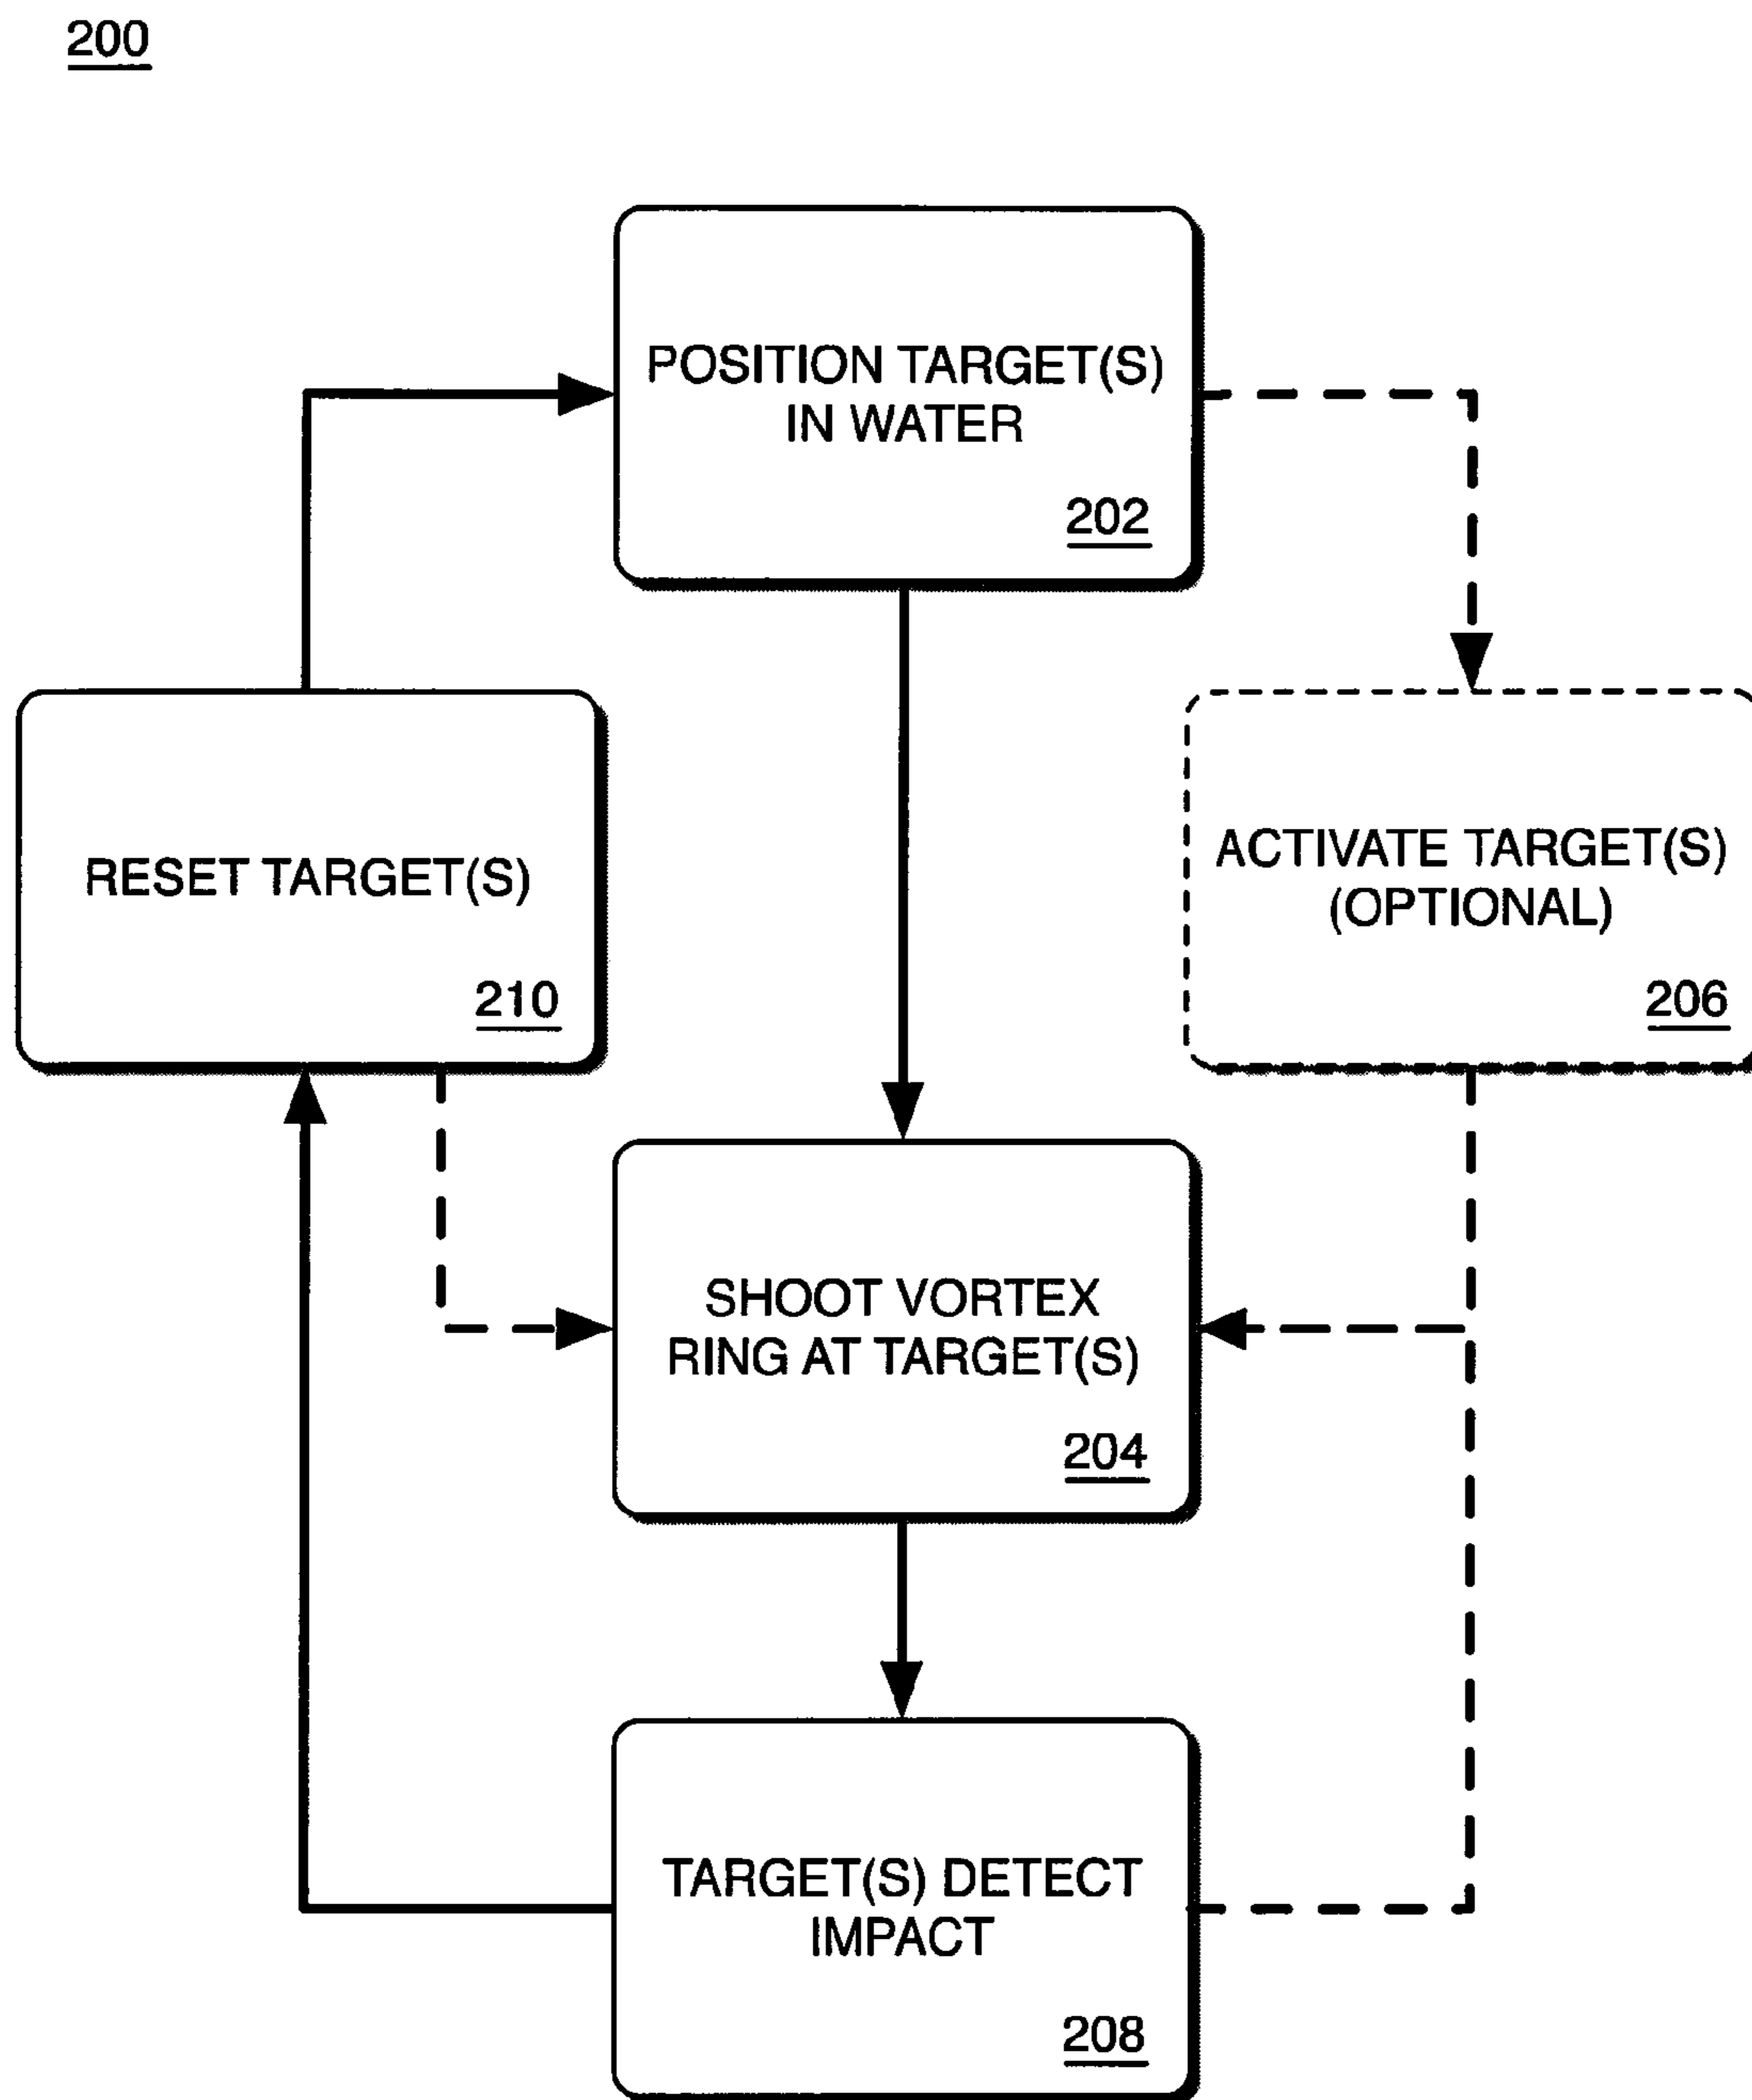 200
POSITION TARGET(S)
IN WATER
202
RESET TARGET(S)
210
ACTIVATE TARGET(S)
(OPTIONAL)
206
SHOOT VORTEX
RING AT TARGET(S)
204
TARGET(S) DETECT
IMPACT
208